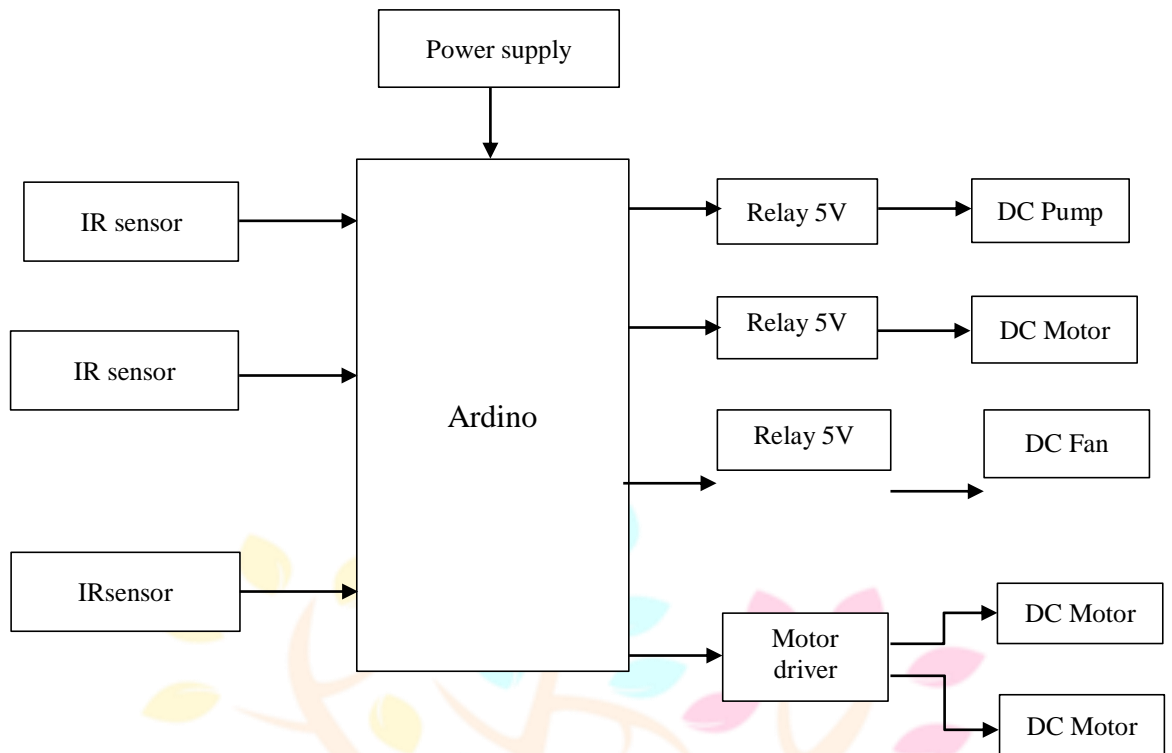 Power supply
IR sensor
Relay 5V
DC Pump
IR sensor
Relay 5V
DC Motor
Ardino
Relay 5V
DC Fan
IRsensor
Motor
driver
DC Motor
DC Motor